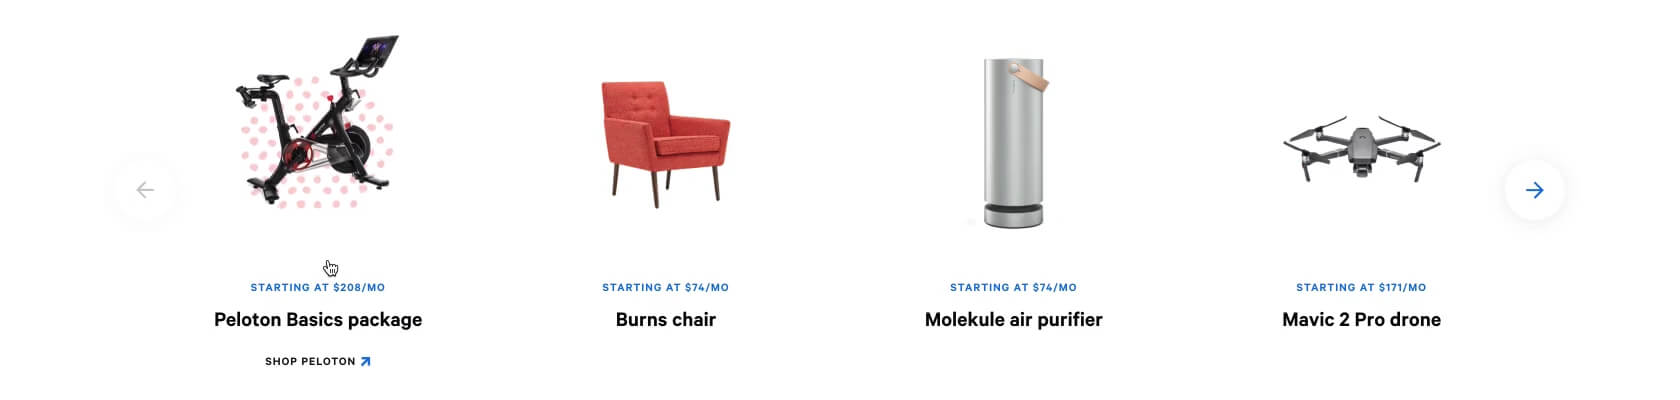 STARTING AT $208/MO
Peloton Basics package
SHOP PELOTON
STARTING AT $74/MO
Burns chair
STARTING AT $74/MO
Molekule air purifier
STARTING AT $171/MO
Mavic 2 Pro drone